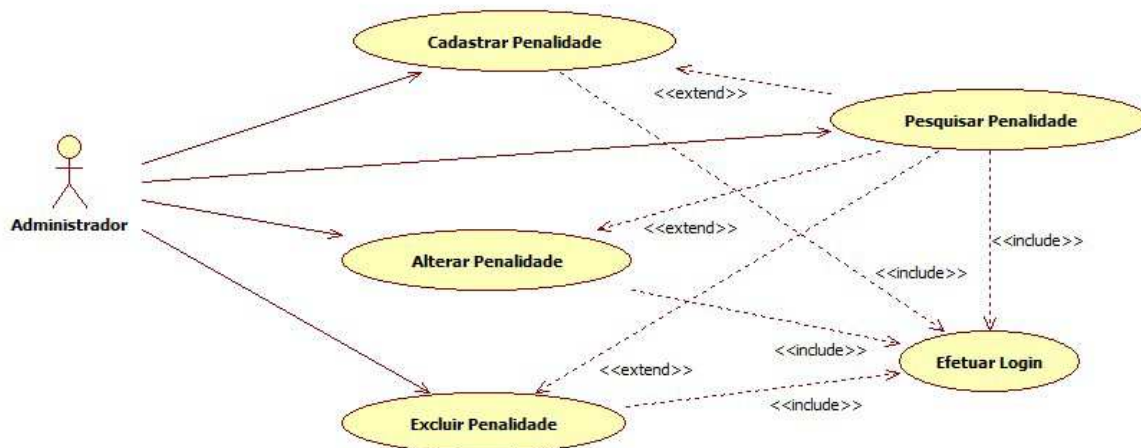 Cadastrar Penalidade
<<extend>>
Pesquisar Penalidade
Administrador
<<extend>>
<<include>>
Alterar Penalidade
<<include>>
<<include>>
Efetuar Login
<<extend>>
<<include>>
Excluir Penalidade